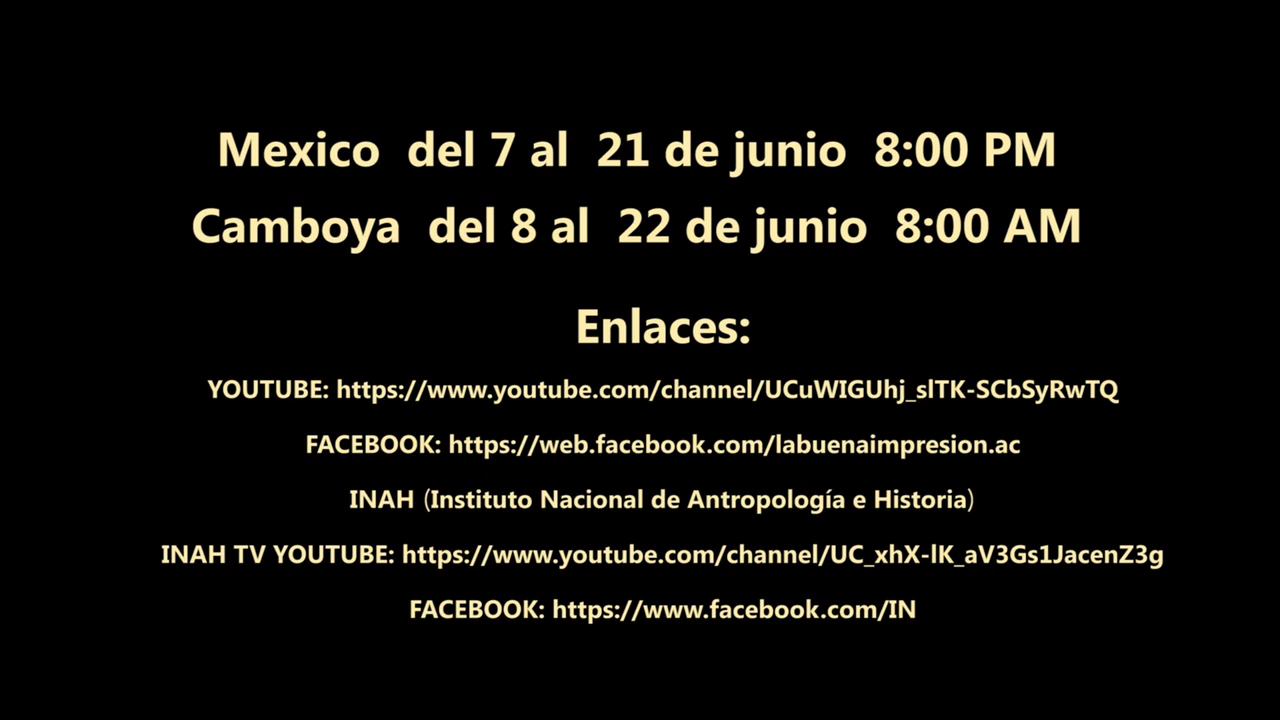 Mexico del 7 al 21 de junio 8:00 PM
Camboya del 8 al 22 de junio 8:00 AM
Enlaces:
YOUTUBE: https://www.youtube.com/channel/UCuWIGUhj_slTK-SCbSyRwTQ
FACEBOOK: https://web.facebook.com/labuenaimpresion.ac
INAH (Instituto Nacional de Antropología e Historia)
INAH TV YOUTUBE: https://www.youtube.com/channel/UC_xhX-lK_aV3Gs1JacenZ3g
FACEBOOK: https://www.facebook.com/IN